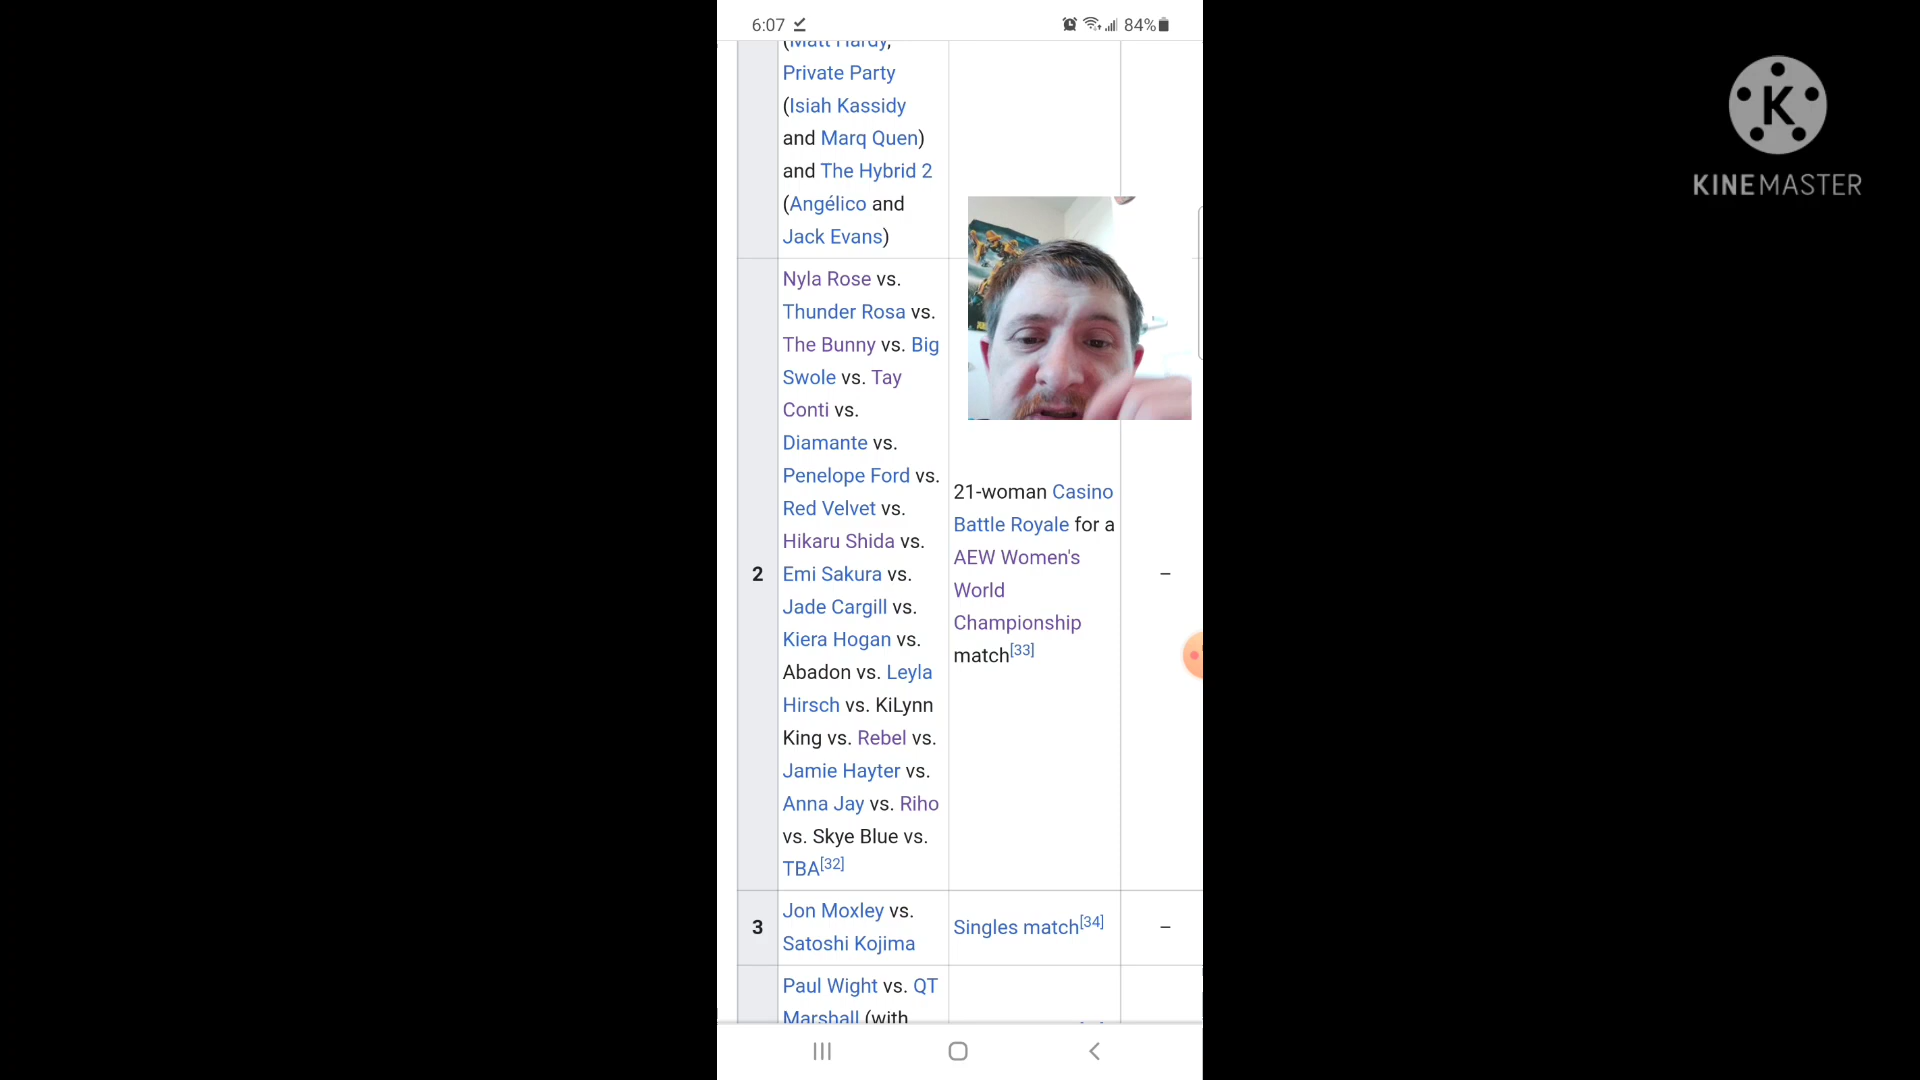 6:07
84%
(Matt Hardy,
Private Party
(Isiah Kassidy
and Marq Quen)
and The Hybrid 2
(Angélico and
Jack Evans)
2
Nyla Rose vs.
Thunder Rosa vs.
The Bunny vs. Big
Swole vs. Tay
Conti vs.
Diamante vs.
Penelope Ford vs.
Red Velvet vs.
Hikaru Shida vs.
Emi Sakura vs.
Jade Cargill vs.
Kiera Hogan vs.
Abadon vs. Leyla
Hirsch vs. KiLynn
King vs. Rebel vs.
Jamie Hayter vs.
Anna Jay vs. Riho
vs. Skye Blue vs.
TBA[32]
21-woman Casino
Battle Royale for a
AEW Women's
World
Championship
match[33]
–
3
Jon Moxley vs.
Satoshi Kojima
Singles match[34]
–
Paul Wight vs. QT
Marshall (with
K
KINEMASTER